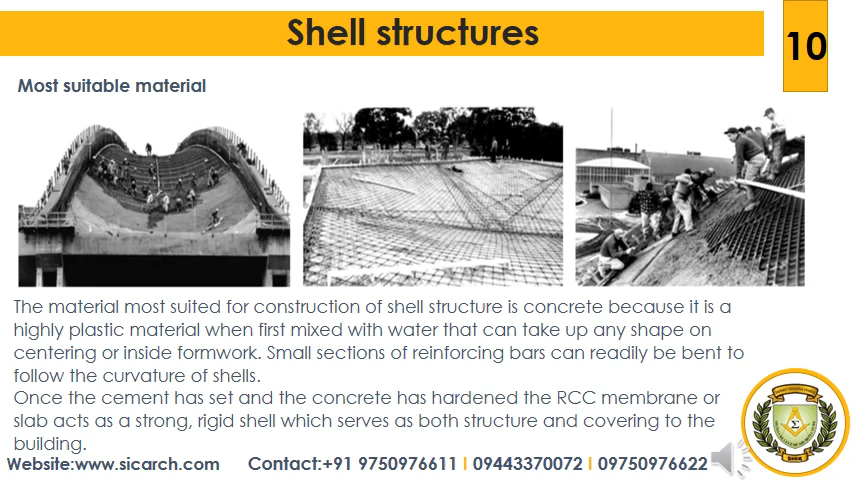 Shell structures
10
Most suitable material
The material most suited for construction of shell structure is concrete because it is a
highly plastic material when first mixed with water that can take up any shape on
centering or inside formwork. Small sections of reinforcing bars can readily be bent to
follow the curvature of shells.
Once the cement has set and the concrete has hardened the RCC membrane or
slab acts as a strong, rigid shell which serves as both structure and covering to the
building.
Website:www.sicarch.com Contact:+91 9750976611 I 09443370072 I 09750976622